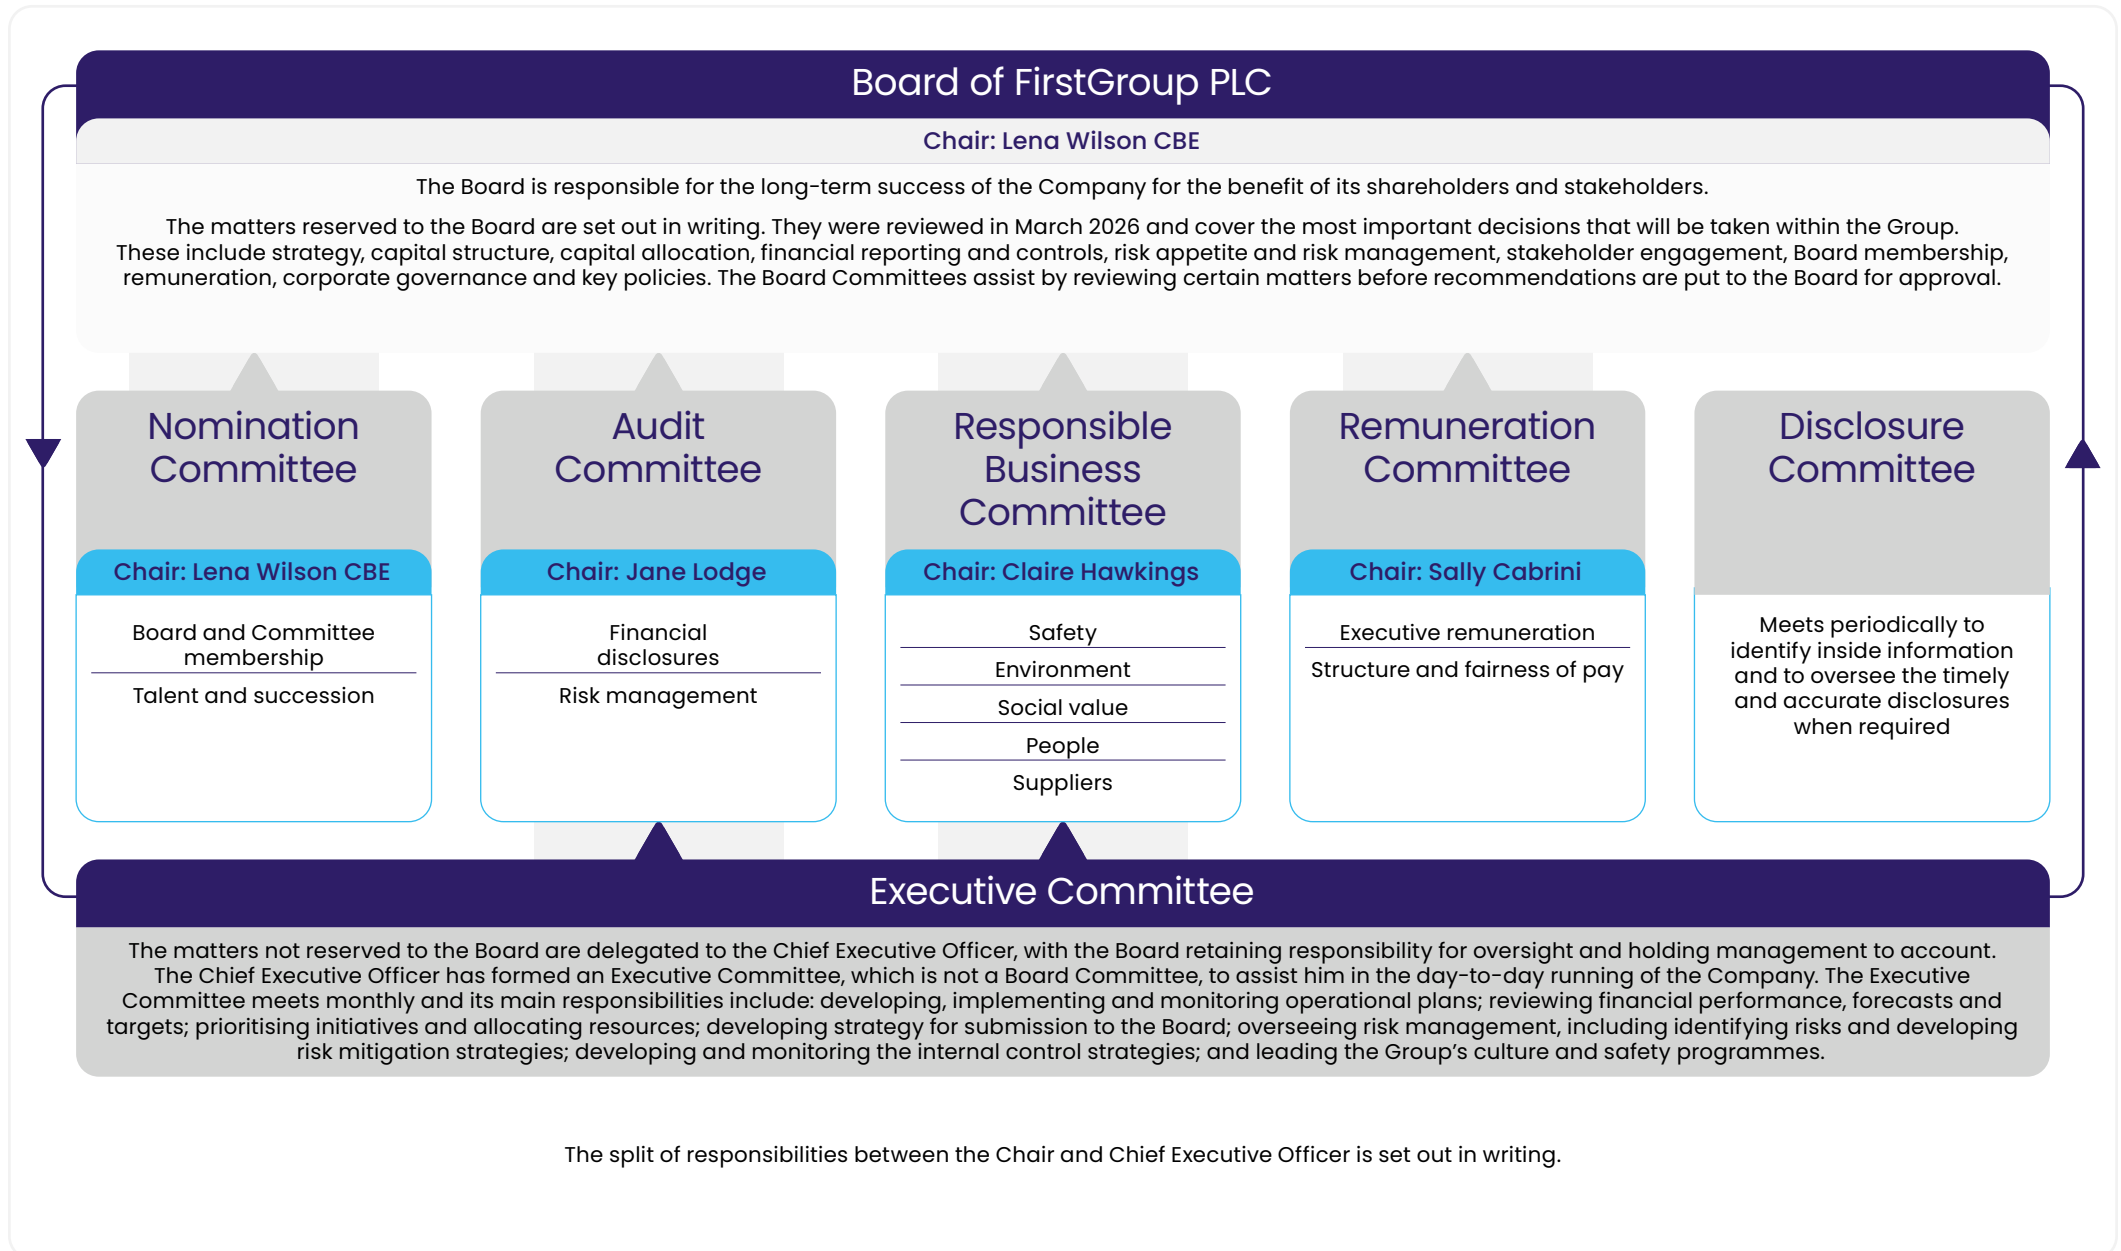 Board of FirstGroup PLC
Chair: Lena Wilson CBE
The Board is responsible for the long-term success of the Company for the benefit of its shareholders and stakeholders.
The matters reserved to the Board are set out in writing. They were reviewed in March 2026 and cover the most important decisions that will be taken within the Group.
These include strategy, capital structure, capital allocation, financial reporting and controls, risk appetite and risk management, stakeholder engagement, Board membership,
remuneration, corporate governance and key policies. The Board Committees assist by reviewing certain matters before recommendations are put to the Board for approval.
Nomination
Committee
Chair: Lena Wilson CBE
Board and Committee
membership
Talent and succession
Audit
Committee
Chair: Jane Lodge
Financial
disclosures
Risk management
Responsible
Business
Committee
Chair: Claire Hawkings
Safety
Environment
Social value
People
Suppliers
Remuneration
Committee
Chair: Sally Cabrini
Executive remuneration
Structure and fairness of pay
Disclosure
Committee
Meets periodically to
identify inside information
and to oversee the timely
and accurate disclosures
when required
Executive Committee
The matters not reserved to the Board are delegated to the Chief Executive Officer, with the Board retaining responsibility for oversight and holding management to account.
The Chief Executive Officer has formed an Executive Committee, which is not a Board Committee, to assist him in the day-to-day running of the Company. The Executive
Committee meets monthly and its main responsibilities include: developing, implementing and monitoring operational plans; reviewing financial performance, forecasts and
targets; prioritising initiatives and allocating resources; developing strategy for submission to the Board; overseeing risk management, including identifying risks and developing
risk mitigation strategies; developing and monitoring the internal control strategies; and leading the Group’s culture and safety programmes.
The split of responsibilities between the Chair and Chief Executive Officer is set out in writing.